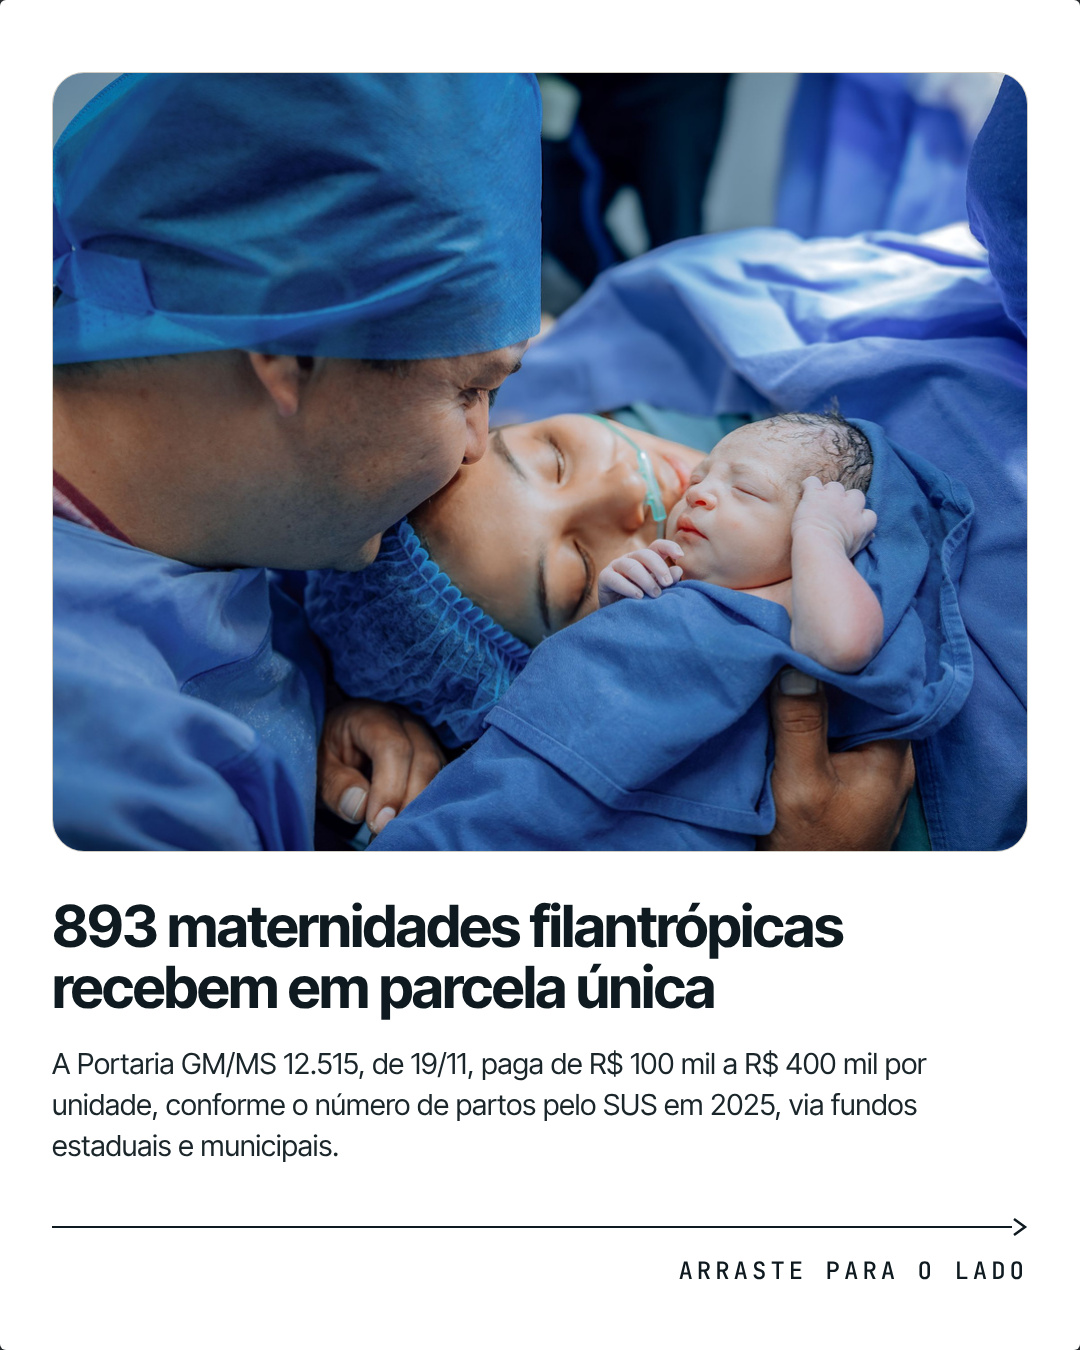 893 maternidades filantrópicas
recebem em parcela única
A Portaria GM/MS 12.515, de 19/11, paga de R$ 100 mil a R$ 400 mil por
unidade, conforme o número de partos pelo SUS em 2025, via fundos
estaduais e municipais.
ARRASTE PARA O LADO